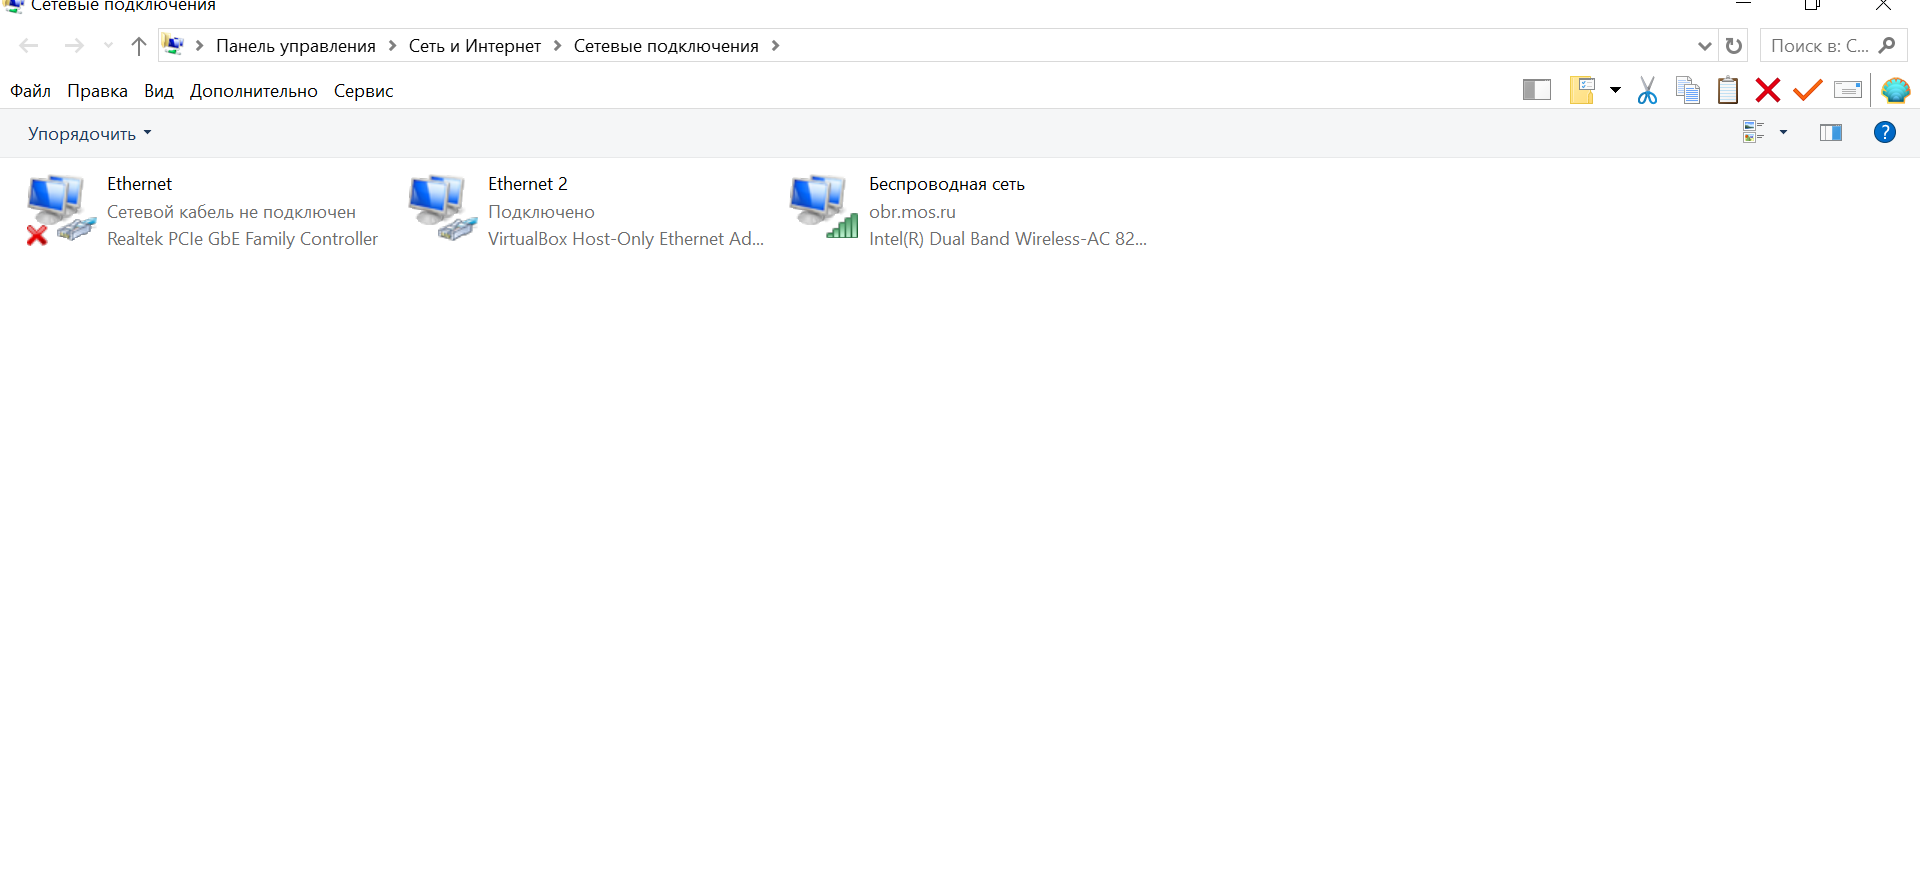 Сетевые подключения
Панель управления Сеть и Интернет Сетевые подключения Поиск в: С...
Файл Правка Вид Дополнительно Сервис
Упорядочить
Ethernet
Сетевой кабель не подключен
Realtek PCIe GbE Family Controller
Ethernet 2
Подключено
VirtualBox Host-Only Ethernet Ad...
Беспроводная сеть
obr.mos.ru
Intel(R) Dual Band Wireless-AC 82...